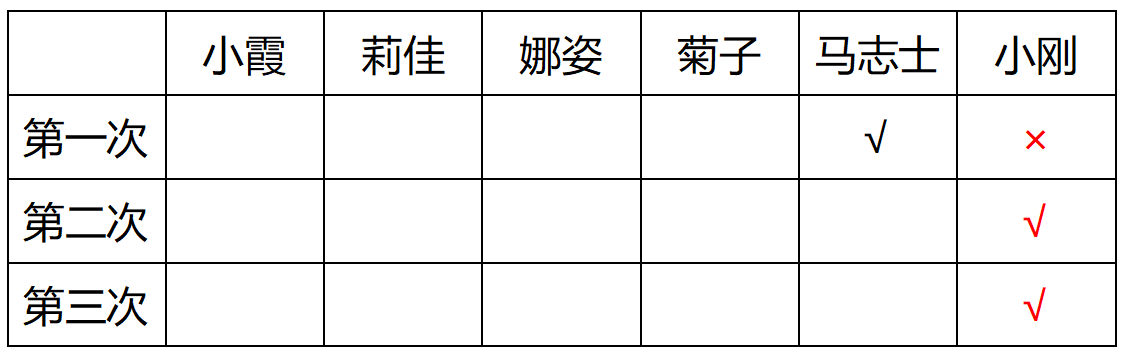 小霞 莉佳 娜姿 菊子 马志士 小刚
第一次 √ ×
第二次 √
第三次 √